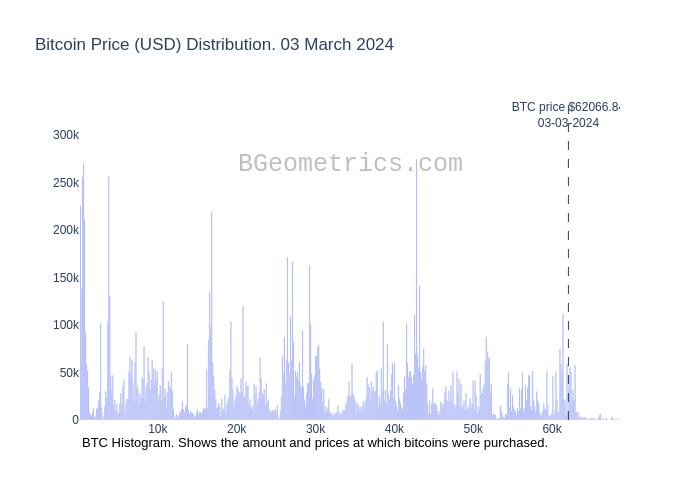 Bitcoin Price (USD) Distribution. 03 March 2024
BTC price $62066.84
03-03-2024
BGeometrics.com
300k
250k
200k
150k
100k
50k
0
10k 20k 30k 40k 50k 60k
BTC Histogram. Shows the amount and prices at which bitcoins were purchased.